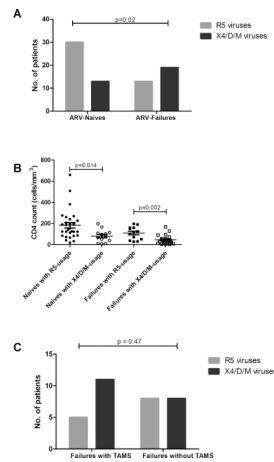 A
p=0.02
R5 viruses
X4/D/M viruses
No. of patients
40
30
20
10
0
ARV-Naives
ARV-Failures
B
CD4 count (cells/mm³)
800
600
400
200
0
p=0.014
p=0.002
Naives with R5-usage
Naives with X4/D/M-usage
Failures with R5-usage
Failures with X4/D/M-usage
C
p = 0.47
R5 viruses
X4/D/M viruses
No. of patients
15
10
5
0
Failures with TAMS
Failures without TAMS